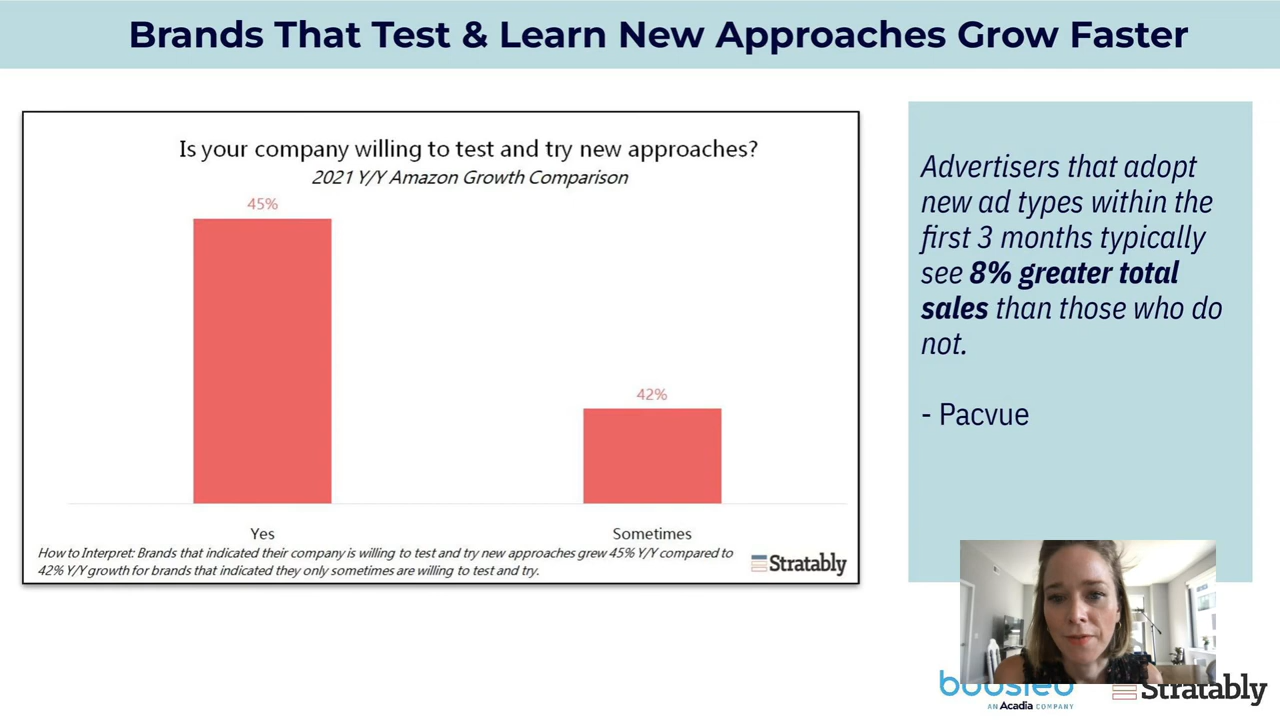 Brands That Test & Learn New Approaches Grow Faster
Is your company willing to test and try new approaches?
2021 Y/Y Amazon Growth Comparison
45%
42%
Yes
Sometimes
How to Interpret: Brands that indicated their company is willing to test and try new approaches grew 45% Y/Y compared to
42% Y/Y growth for brands that indicated they only sometimes are willing to test and try.
Stratably
Advertisers that adopt
new ad types within the
first 3 months typically
see 8% greater total
sales than those who do
not.
- Pacvue
AN Acadia COMPANY
Stratably